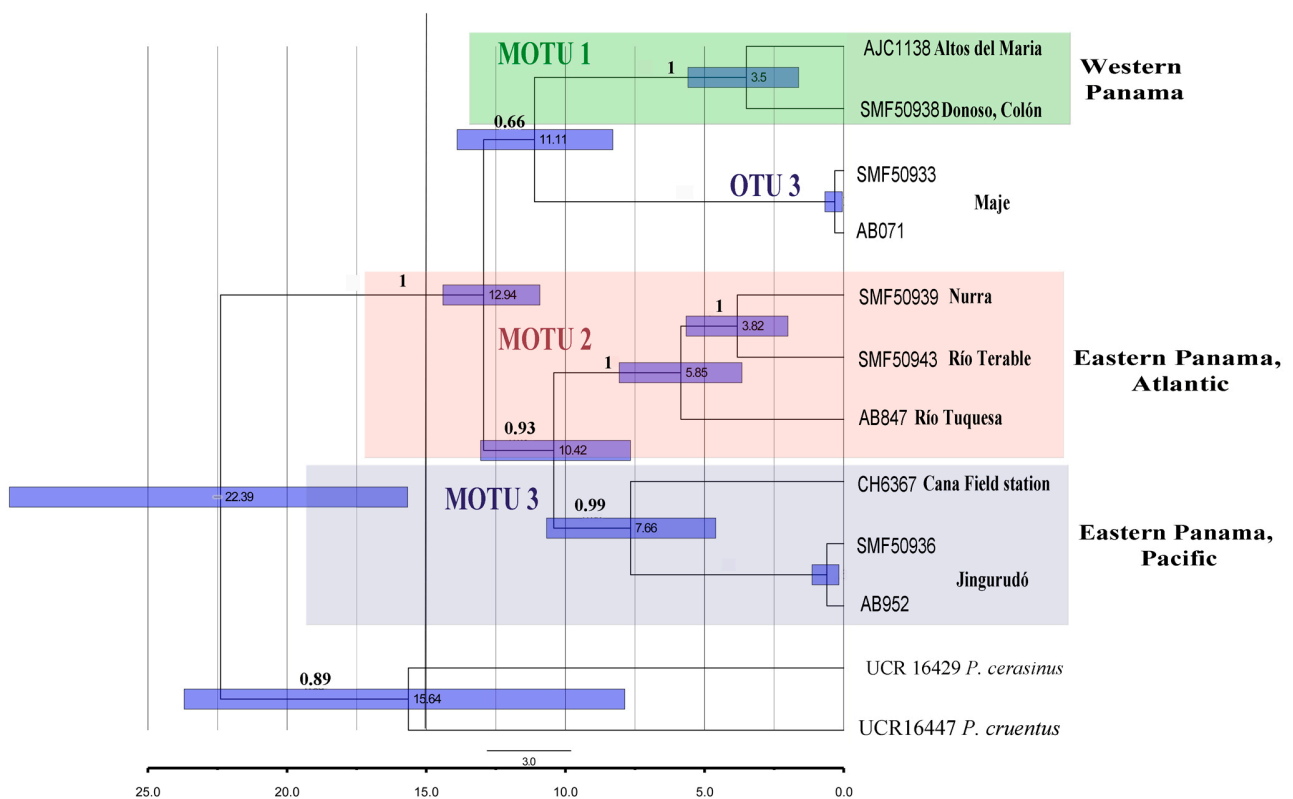 MOTU 1
1
3.5
AJC1138 Altos del Maria
SMF50938 Donoso, Colón
Western
Panama
0.66
11.11
OTU 3
SMF50933
Maje
AB071
1
12.94
MOTU 2
1
3.82
SMF50939 Nurra
1
5.85
SMF50943 Río Terable
AB847 Río Tuquesa
Eastern Panama,
Atlantic
0.93
10.42
22.39
MOTU 3
0.99
7.66
CH6367 Cana Field station
SMF50936
Jingurudó
AB952
Eastern Panama,
Pacific
0.89
15.64
UCR 16429 P. cerasinus
UCR16447 P. cruentus
3.0
25.0 20.0 15.0 10.0 5.0 0.0